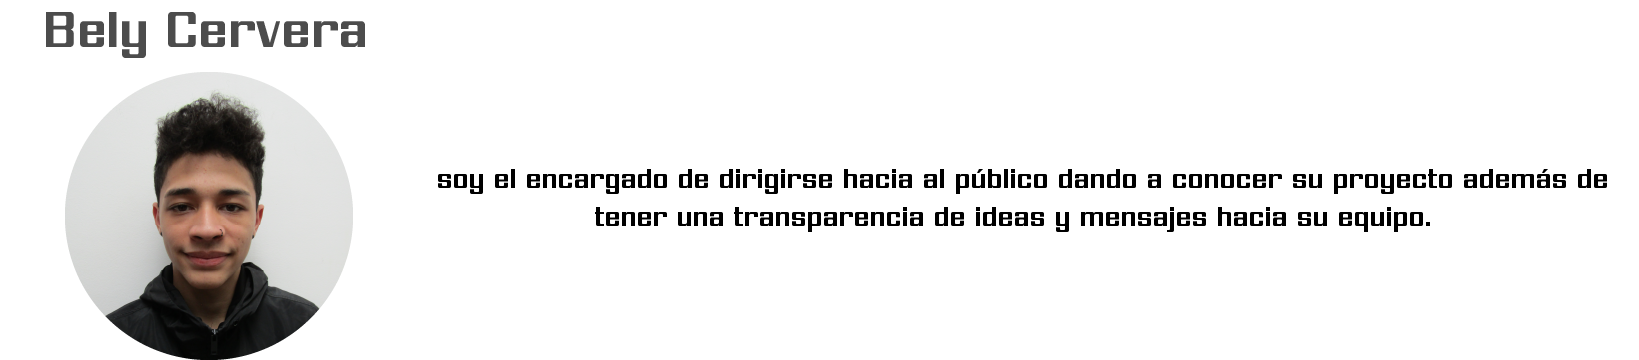 Bely Cervera
soy el encargado de dirigirse hacia al público dando a conocer su proyecto además de
tener una transparencia de ideas y mensajes hacia su equipo.